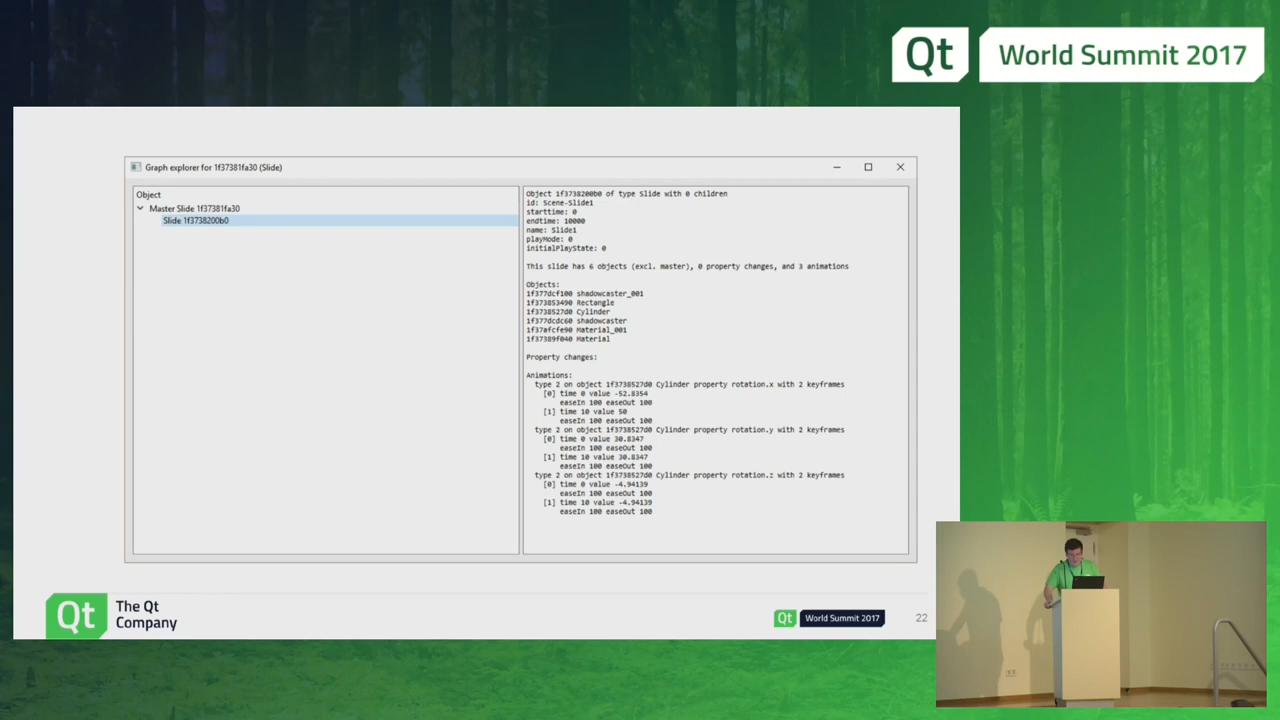 Qt World Summit 2017
Graph explorer for 1f37381fa30 (Slide)
Object
Master Slide 1f37381fa30
Slide 1f3738200b0
Object 1f3738200b0 of type Slide with 0 children
id: Scene-Slide1
starttime: 0
endtime: 10000
name: Slide1
playMode: 0
initialPlayState: 0
This slide has 6 objects (excl. master), 0 property changes, and 3 animations
Objects:
1f377dcf100 shadowcaster_001
1f373853490 Rectangle
1f3738527d0 Cylinder
1f377dcdc60 shadowcaster
1f37afcfe90 Material_001
1f37389f040 Material
Property changes:
Animations:
type 2 on object 1f3738527d0 Cylinder property rotation.x with 2 keyframes
[0] time 0 value -52.8354
easeIn 100 easeOut 100
[1] time 10 value 50
easeIn 100 easeOut 100
type 2 on object 1f3738527d0 Cylinder property rotation.y with 2 keyframes
[0] time 0 value 30.8347
easeIn 100 easeOut 100
[1] time 10 value 30.8347
easeIn 100 easeOut 100
type 2 on object 1f3738527d0 Cylinder property rotation.z with 2 keyframes
[0] time 0 value -4.94139
easeIn 100 easeOut 100
[1] time 10 value -4.94139
easeIn 100 easeOut 100
Qt The Qt
Company
Qt World Summit 2017
22